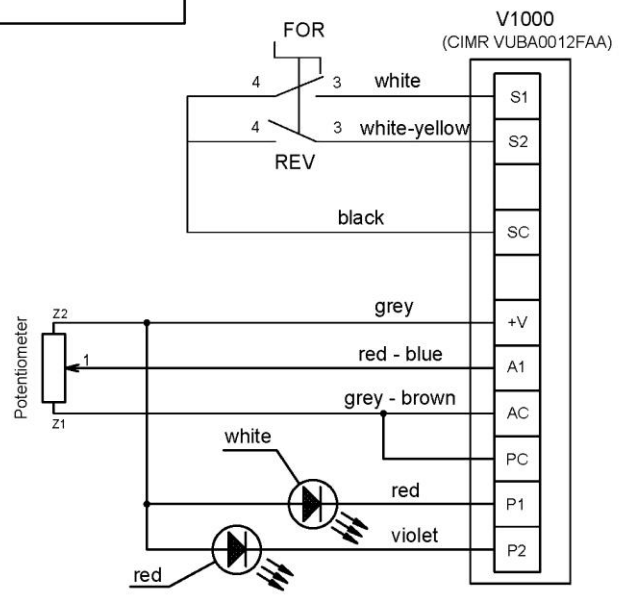 V1000
(CIMR VUBA0012FAA)
FOR
4 3 white S1
4 3 white-yellow S2
REV
black SC
Potentiometer
Z2 grey +V
1 red - blue A1
Z1 grey - brown AC
PC
white
red P1
violet P2
red